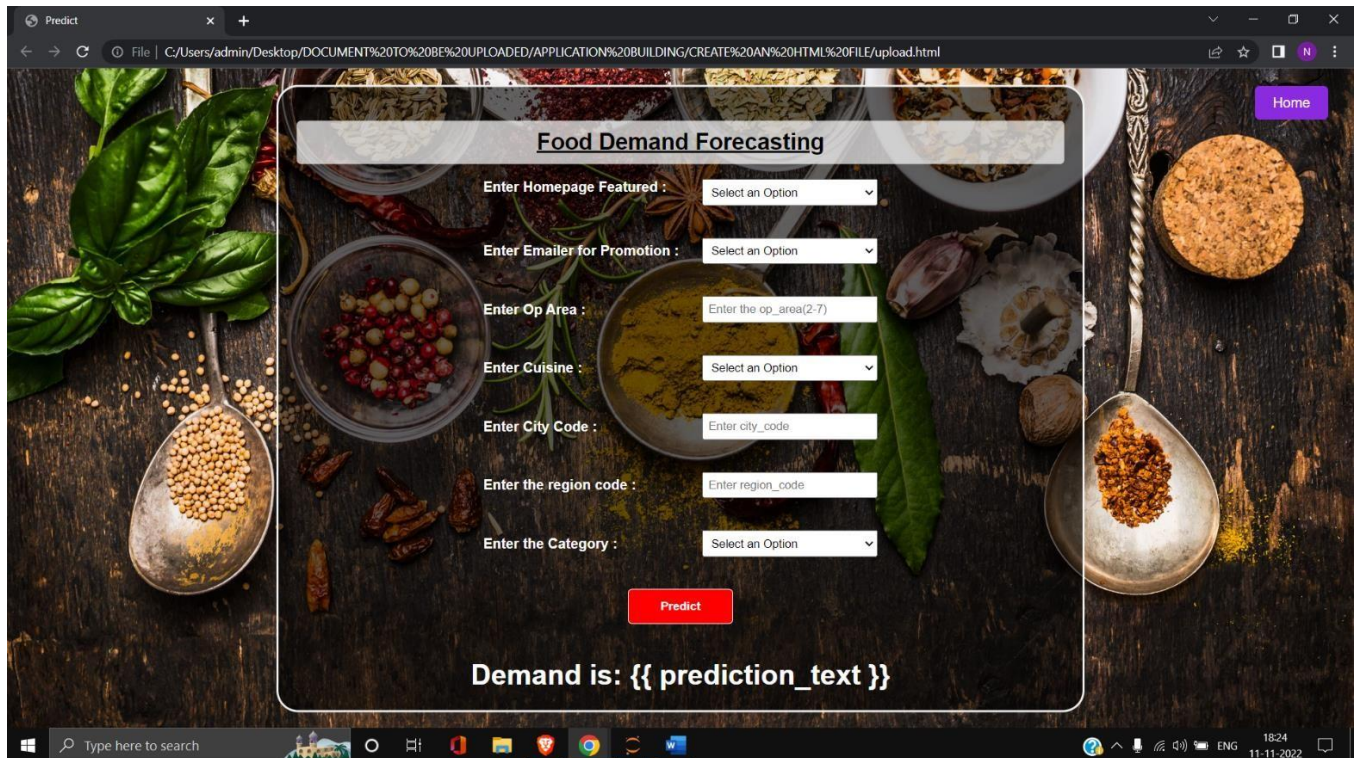 Predict
File | C:/Users/admin/Desktop/DOCUMENT%20TO%20BE%20UPLOADED/APPLICATION%20BUILDING/CREATE%20AN%20HTML%20FILE/upload.html
N
Home
Food Demand Forecasting
Enter Homepage Featured : Select an Option
Enter Emailer for Promotion : Select an Option
Enter Op Area : Enter the op_area(2-7)
Enter Cuisine : Select an Option
Enter City Code : Enter city_code
Enter the region code : Enter region_code
Enter the Category : Select an Option
Predict
Demand is: {{ prediction_text }}
Type here to search
ENG
18:24
11-11-2022